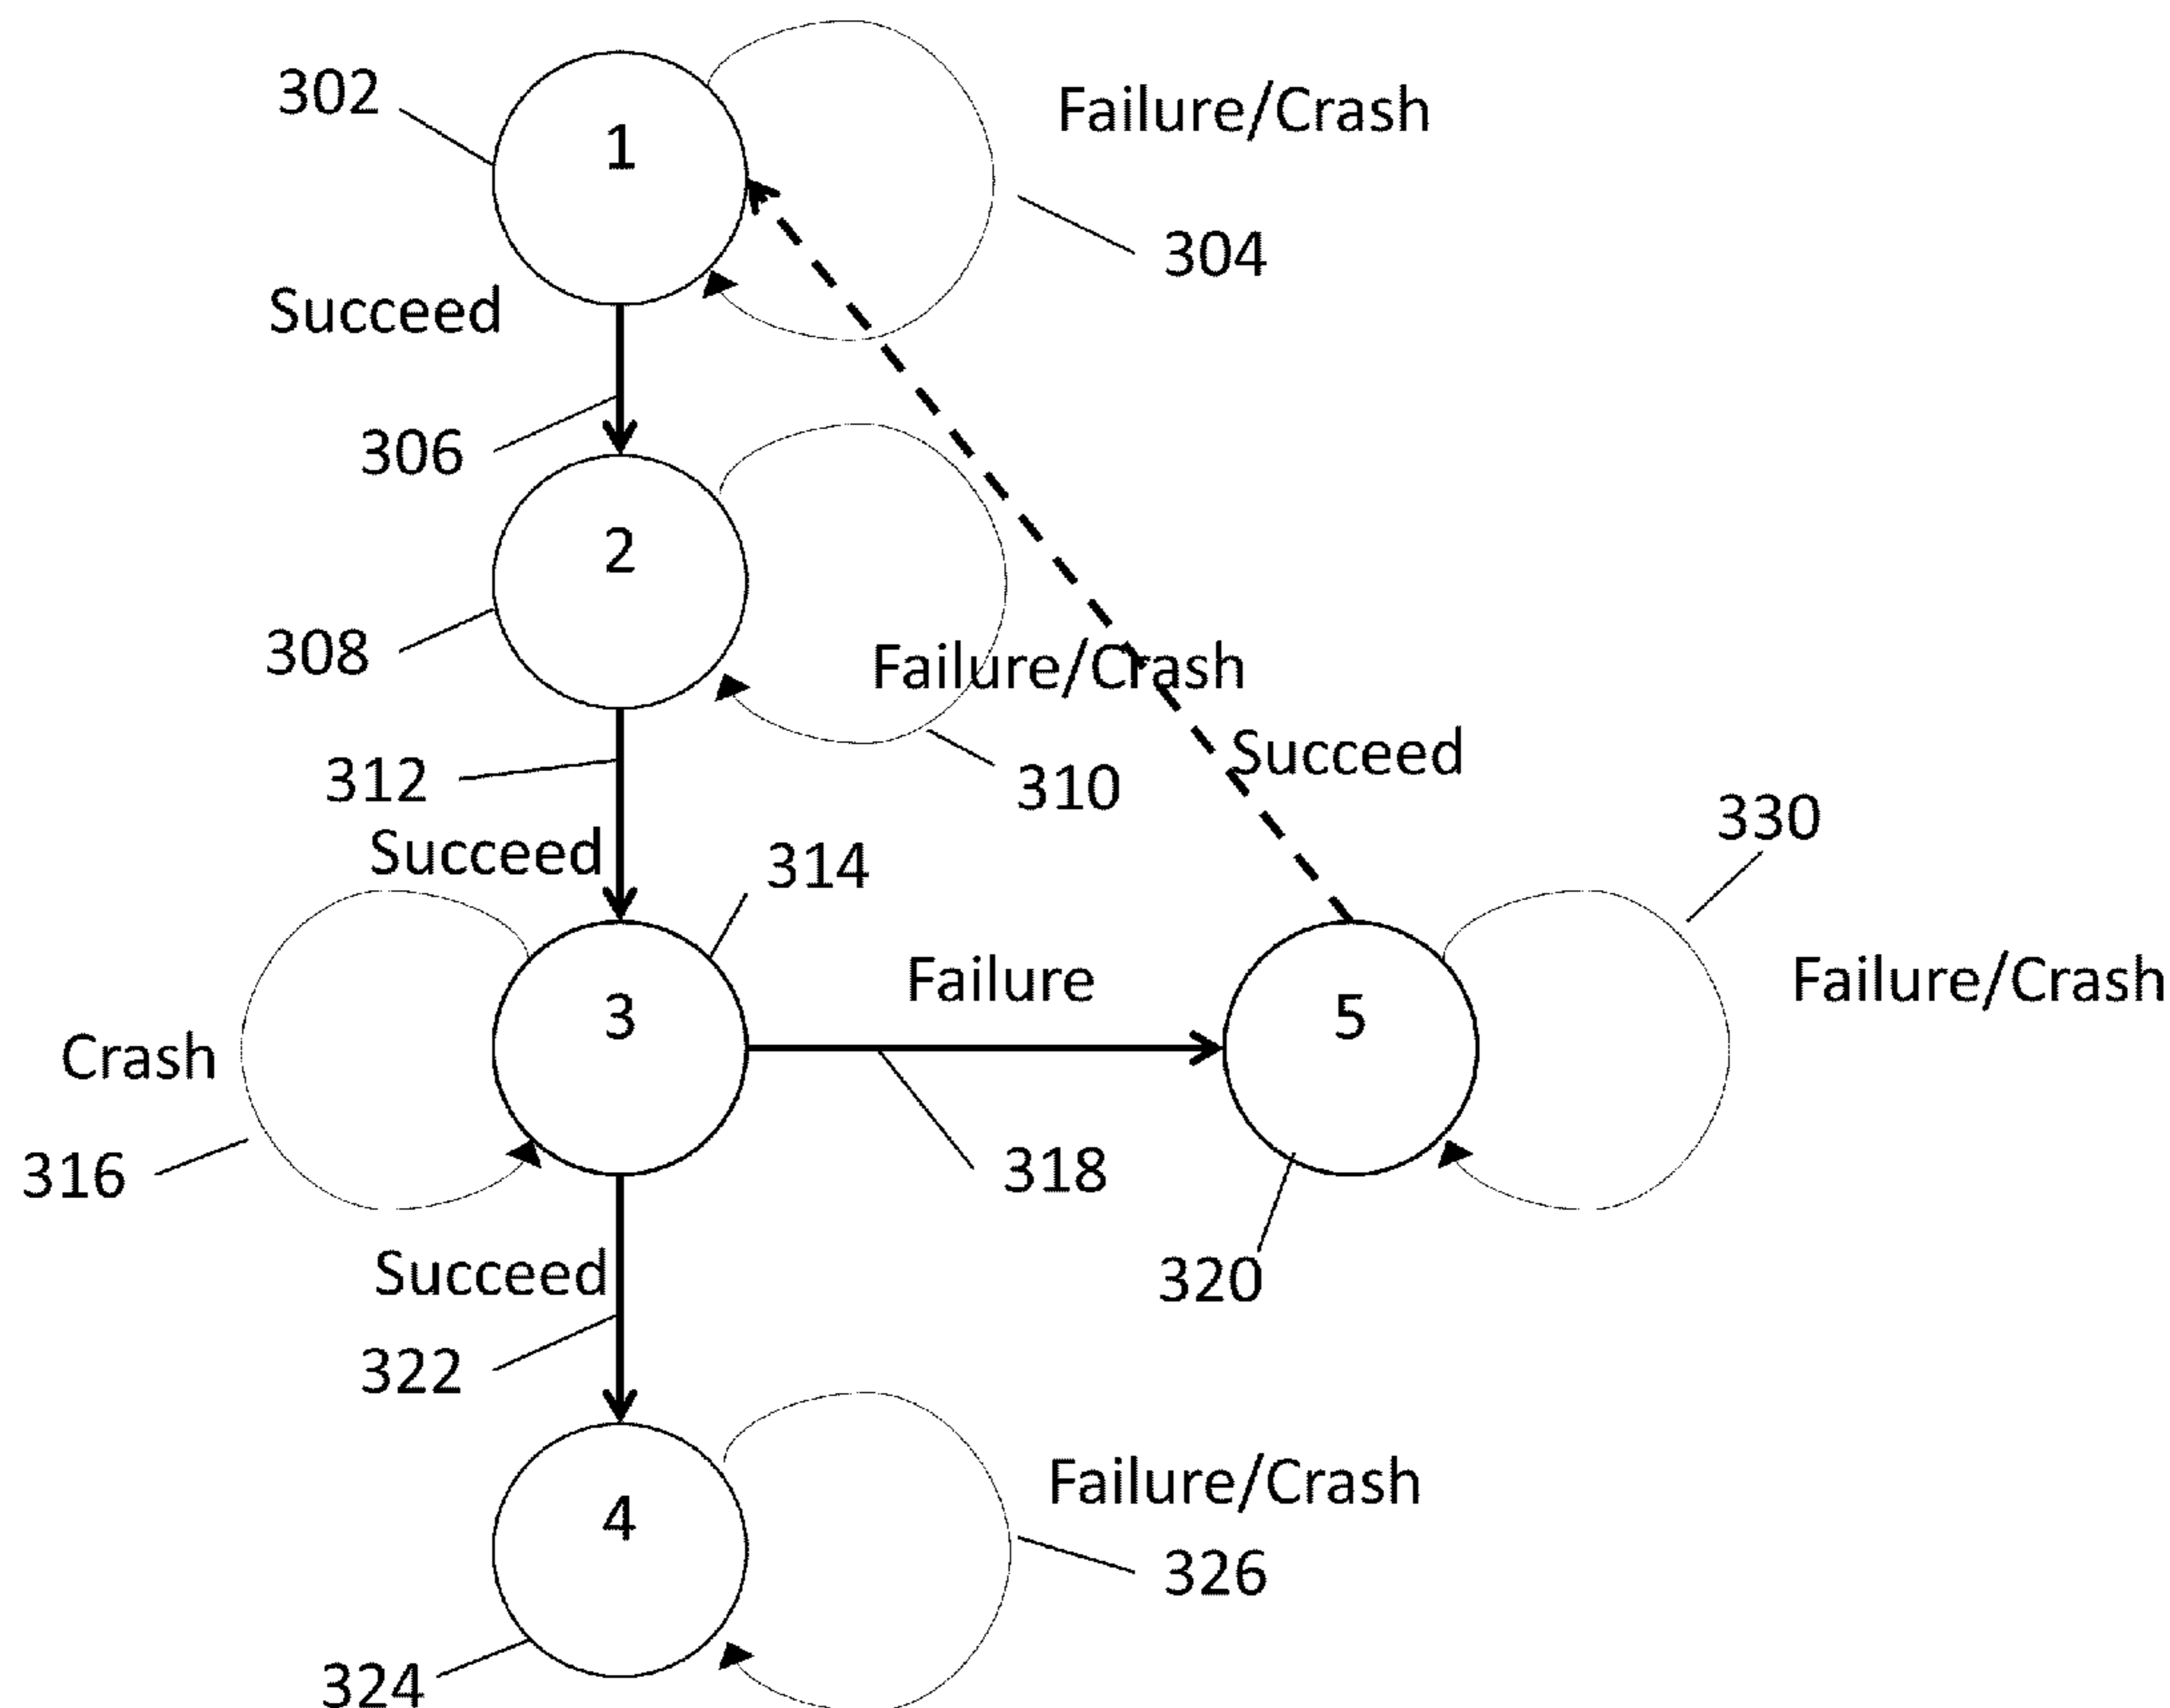 302
1
Failure/Crash
304
Succeed
306
2
308
Failure/Crash
312
310
Succeed
330
Succeed
314
3
Failure
5
Failure/Crash
Crash
316
318
320
Succeed
322
4
Failure/Crash
326
324